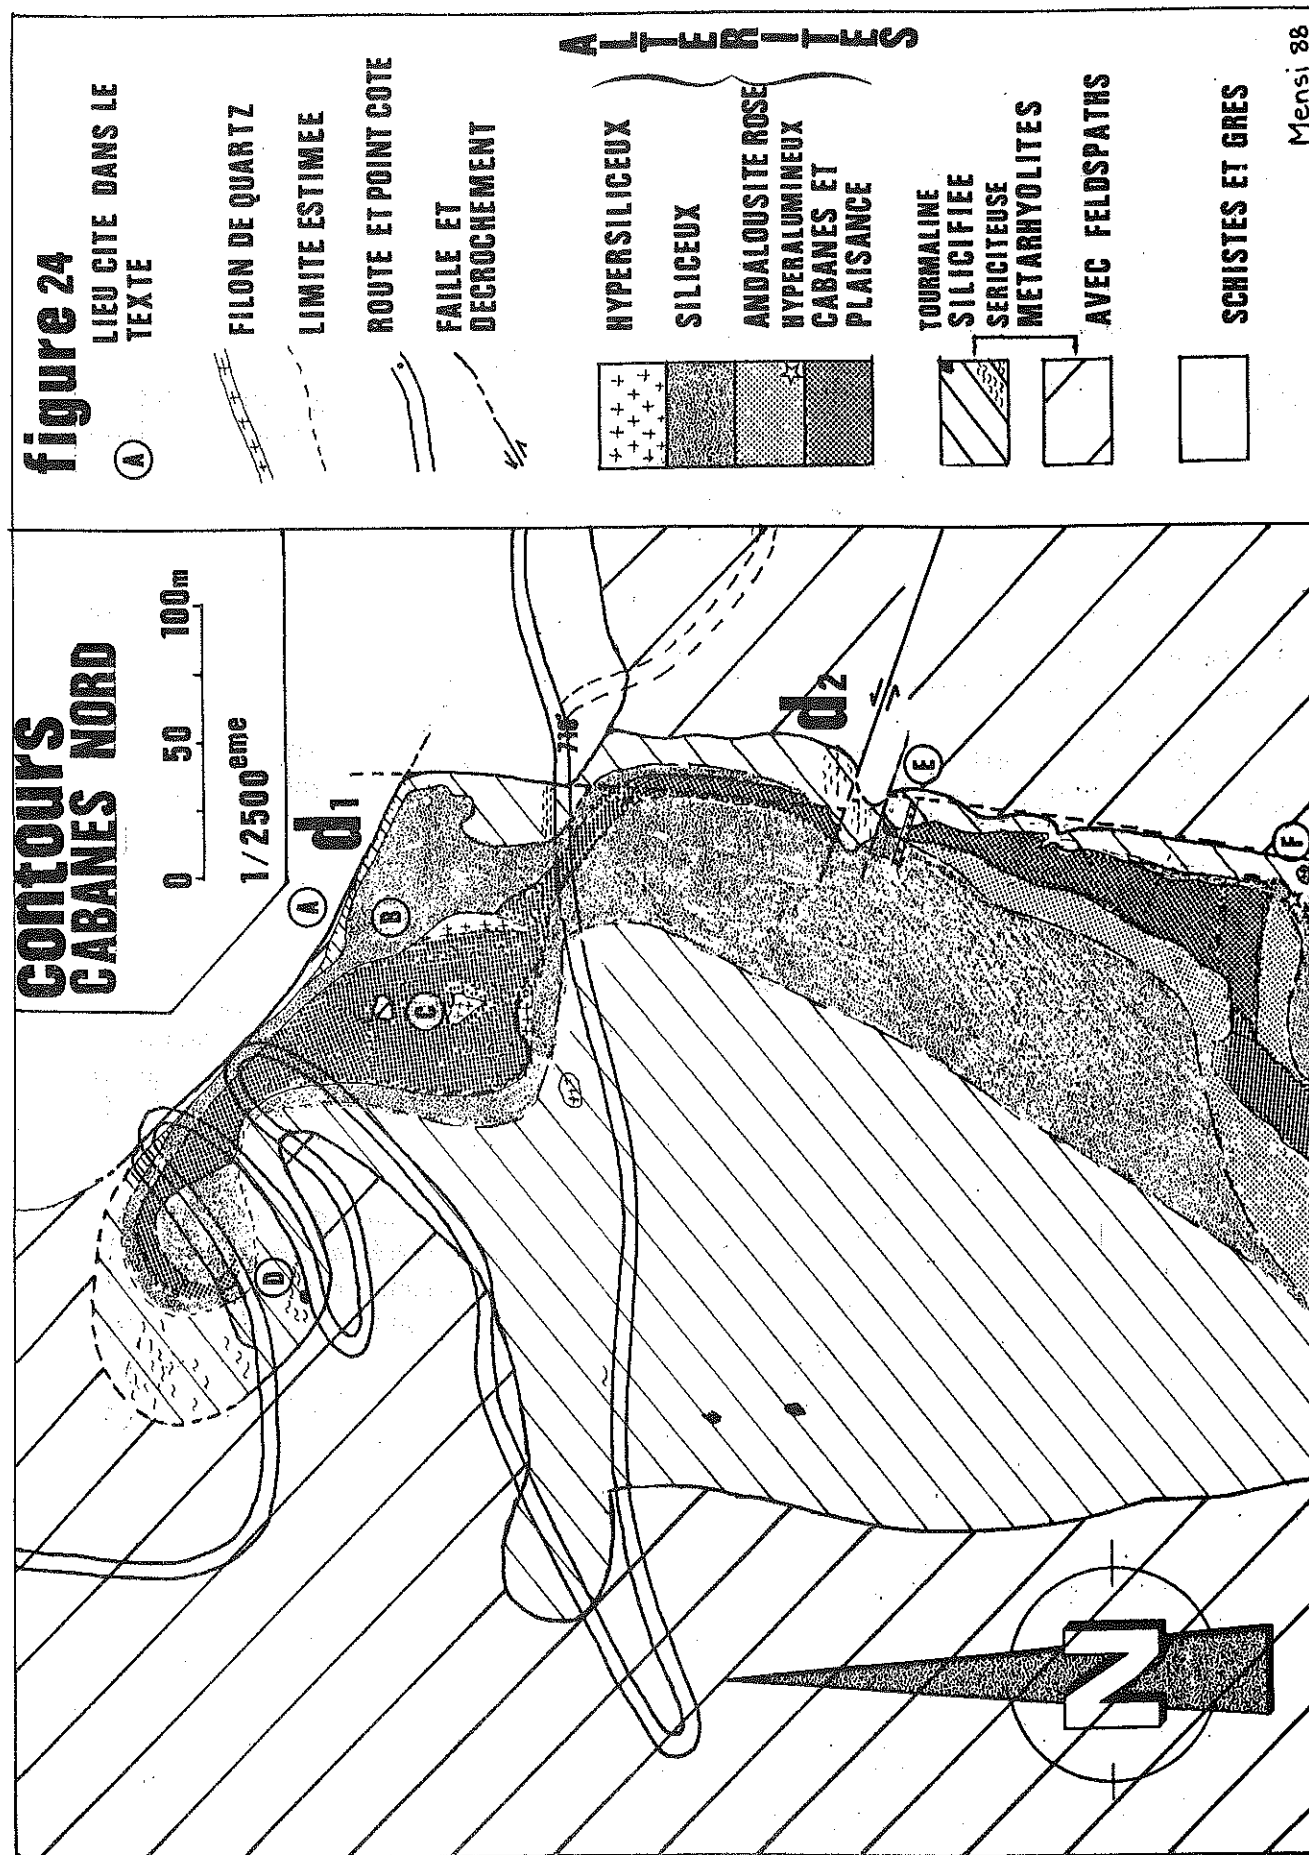 figure 24
A
LIEU CITE DANS LE
TEXTE
FILON DE QUARTZ
LIMITE ESTIMEE
ROUTE ET POINT COTE
FAILLE ET
DECROCHEMENT
ALTERITES
HYPERSILICEUX
SILICEUX
ANDALOUSITE ROSE
HYPERALUMINEUX
CABANES ET
PLAISANCE
TOURMALINE
SILICIFIEE
SERICITEUSE
METARHYOLITES
AVEC FELDSPATHS
SCHISTES ET GRES
Mensi 88
contours
CABANES NORD
0 50 100m
1/2500eme
d1
A
B
C
D
d2
E
F
N